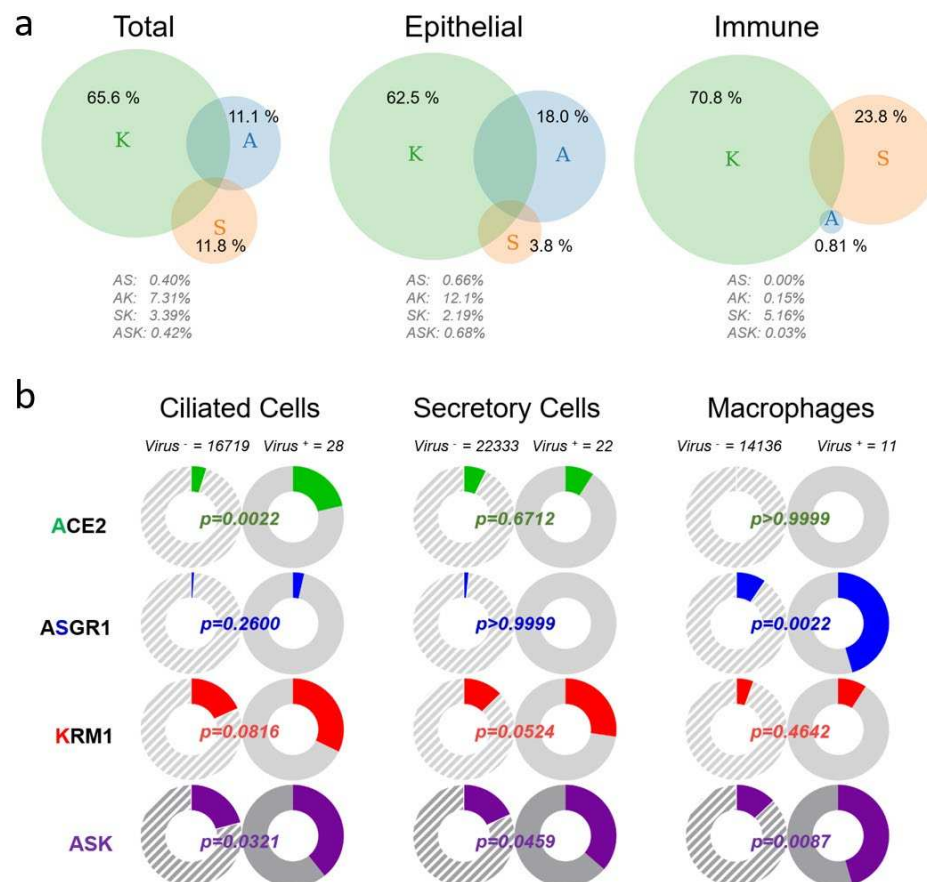 a
Total Epithelial Immune
65.6 % 11.1 % 62.5 % 18.0 % 70.8 % 23.8 %
K A K A K S
S 11.8 % S 3.8 % A 0.81 %
AS: 0.40% AS: 0.66% AS: 0.00%
AK: 7.31% AK: 12.1% AK: 0.15%
SK: 3.39% SK: 2.19% SK: 5.16%
ASK: 0.42% ASK: 0.68% ASK: 0.03%
b
Ciliated Cells Secretory Cells Macrophages
Virus - = 16719 Virus + = 28 Virus - = 22333 Virus + = 22 Virus - = 14136 Virus + = 11
ACE2 p=0.0022 p=0.6712 p>0.9999
ASGR1 p=0.2600 p>0.9999 p=0.0022
KRM1 p=0.0816 p=0.0524 p=0.4642
ASK p=0.0321 p=0.0459 p=0.0087